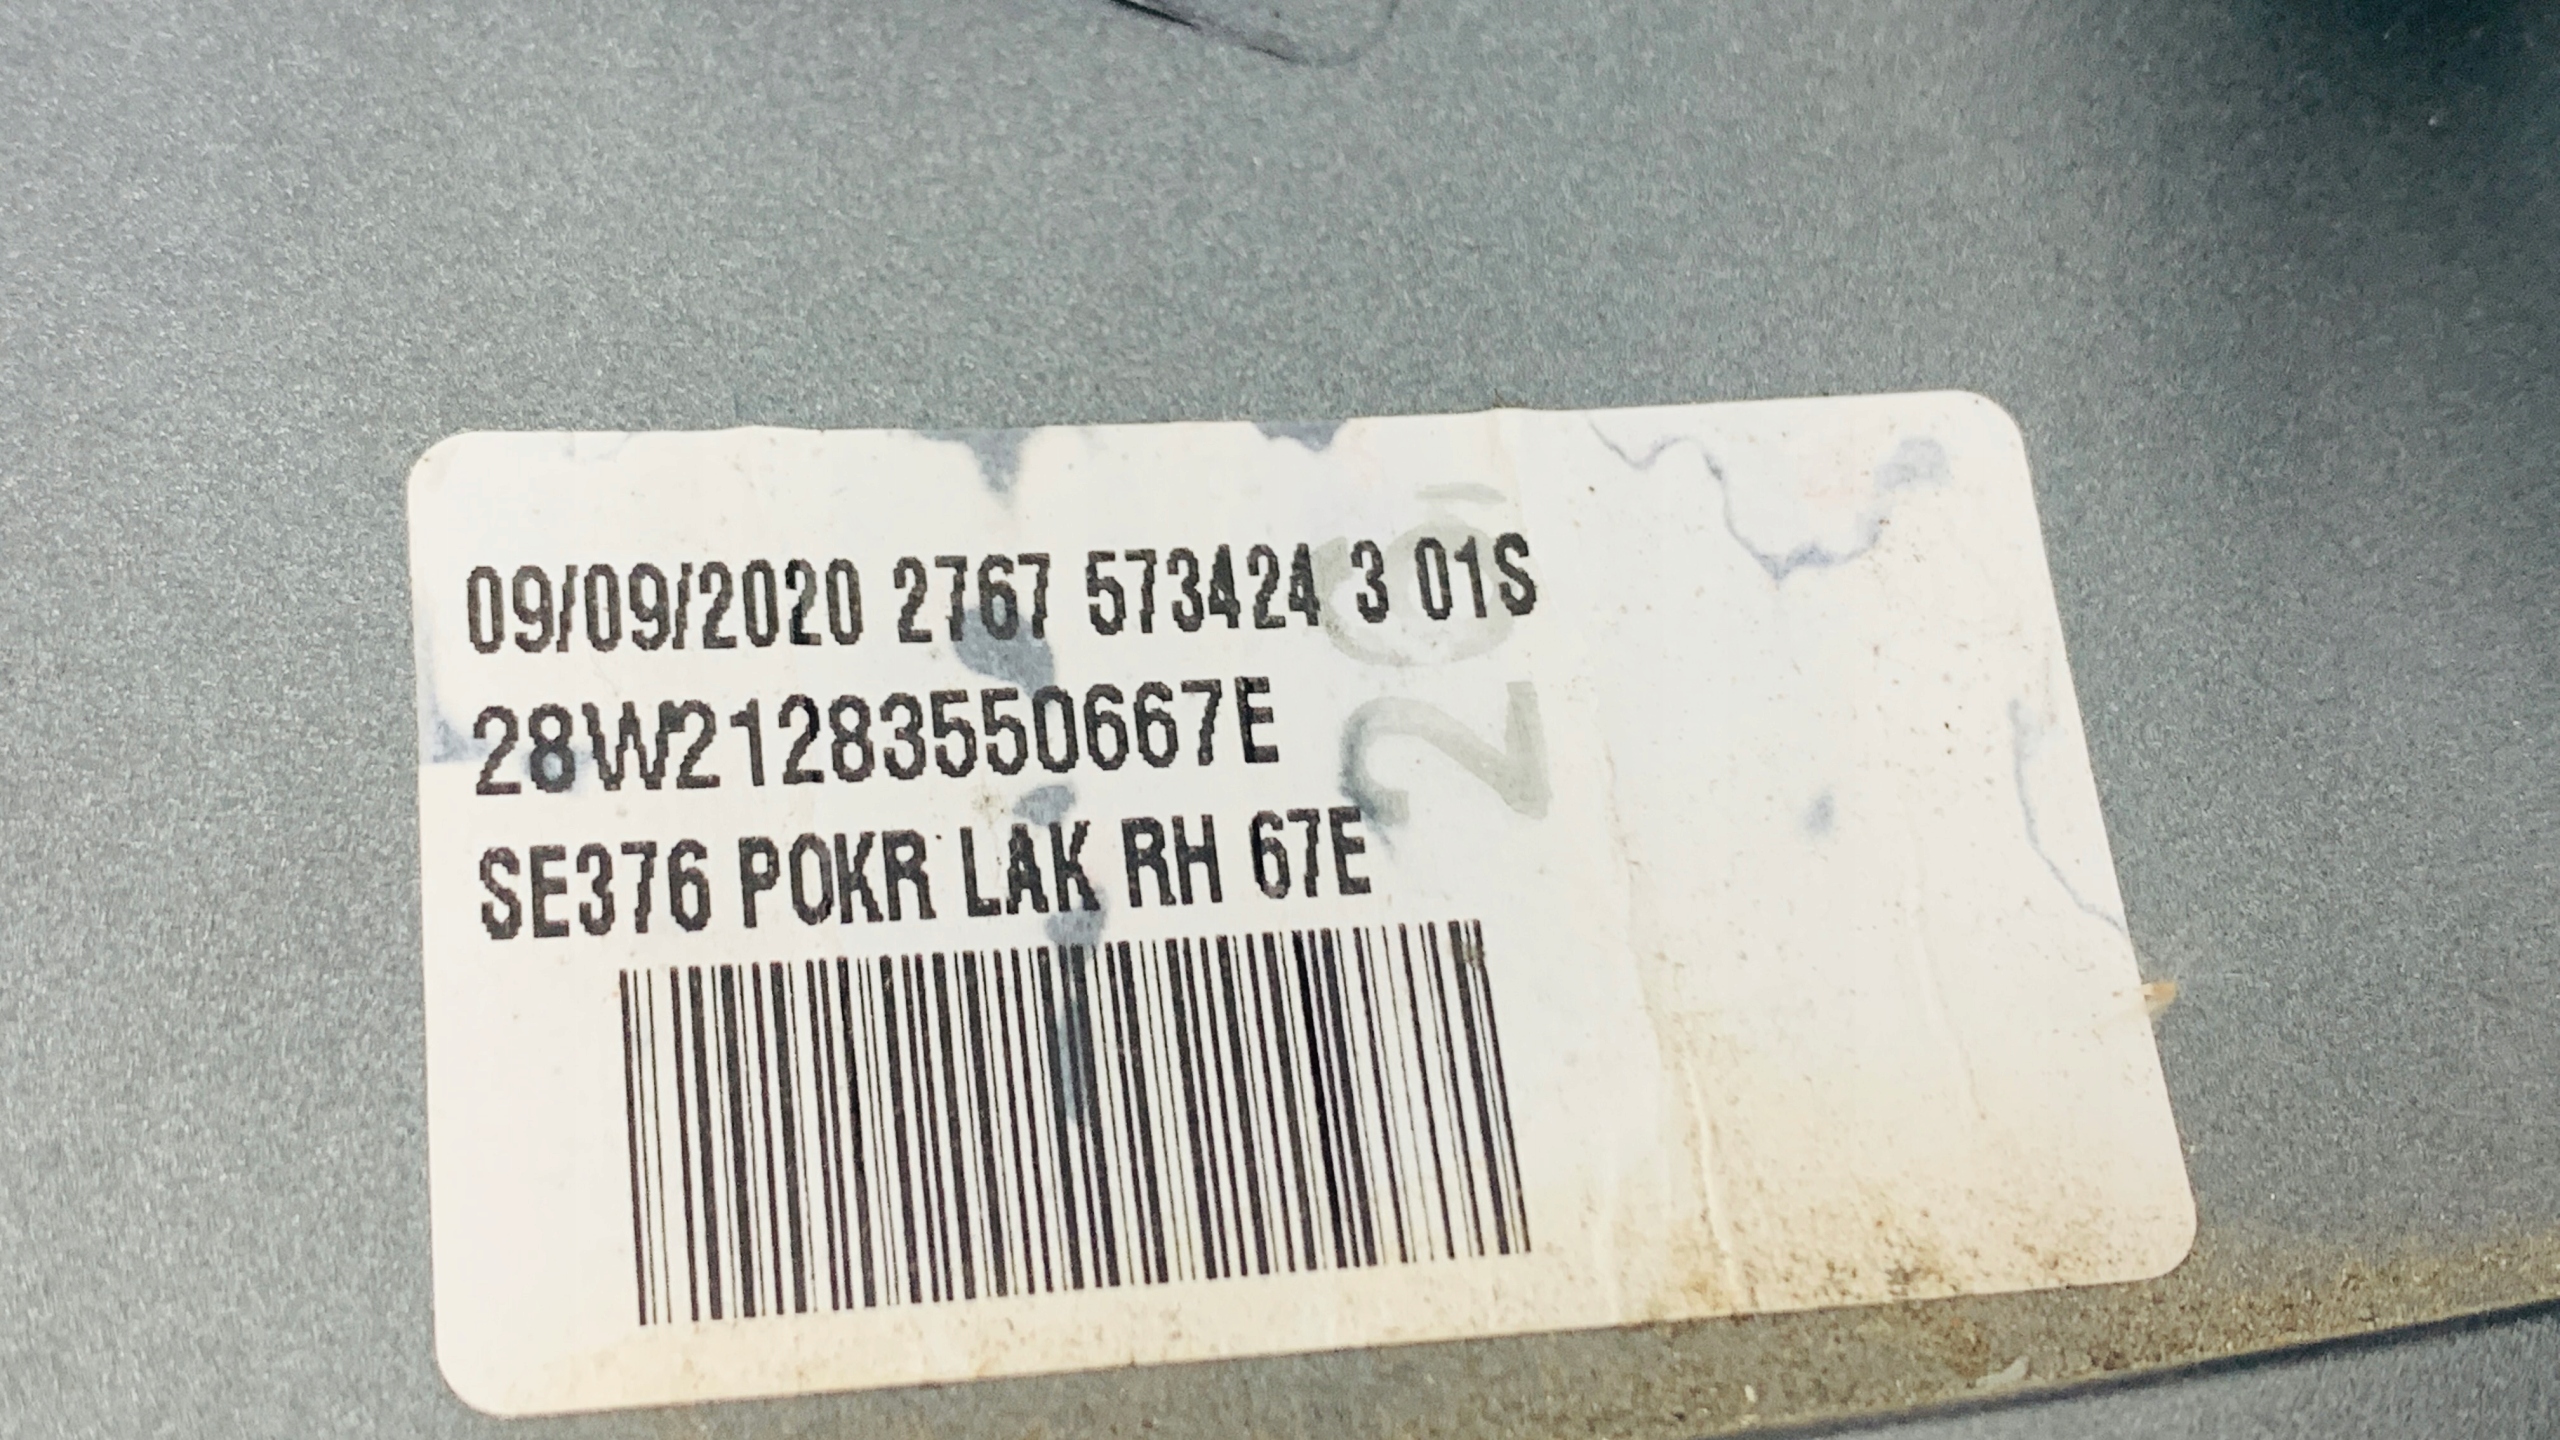 09/09/2020 2767 573424 3 01S
28W21283550667E
SE376 POKR LAK RH 67E